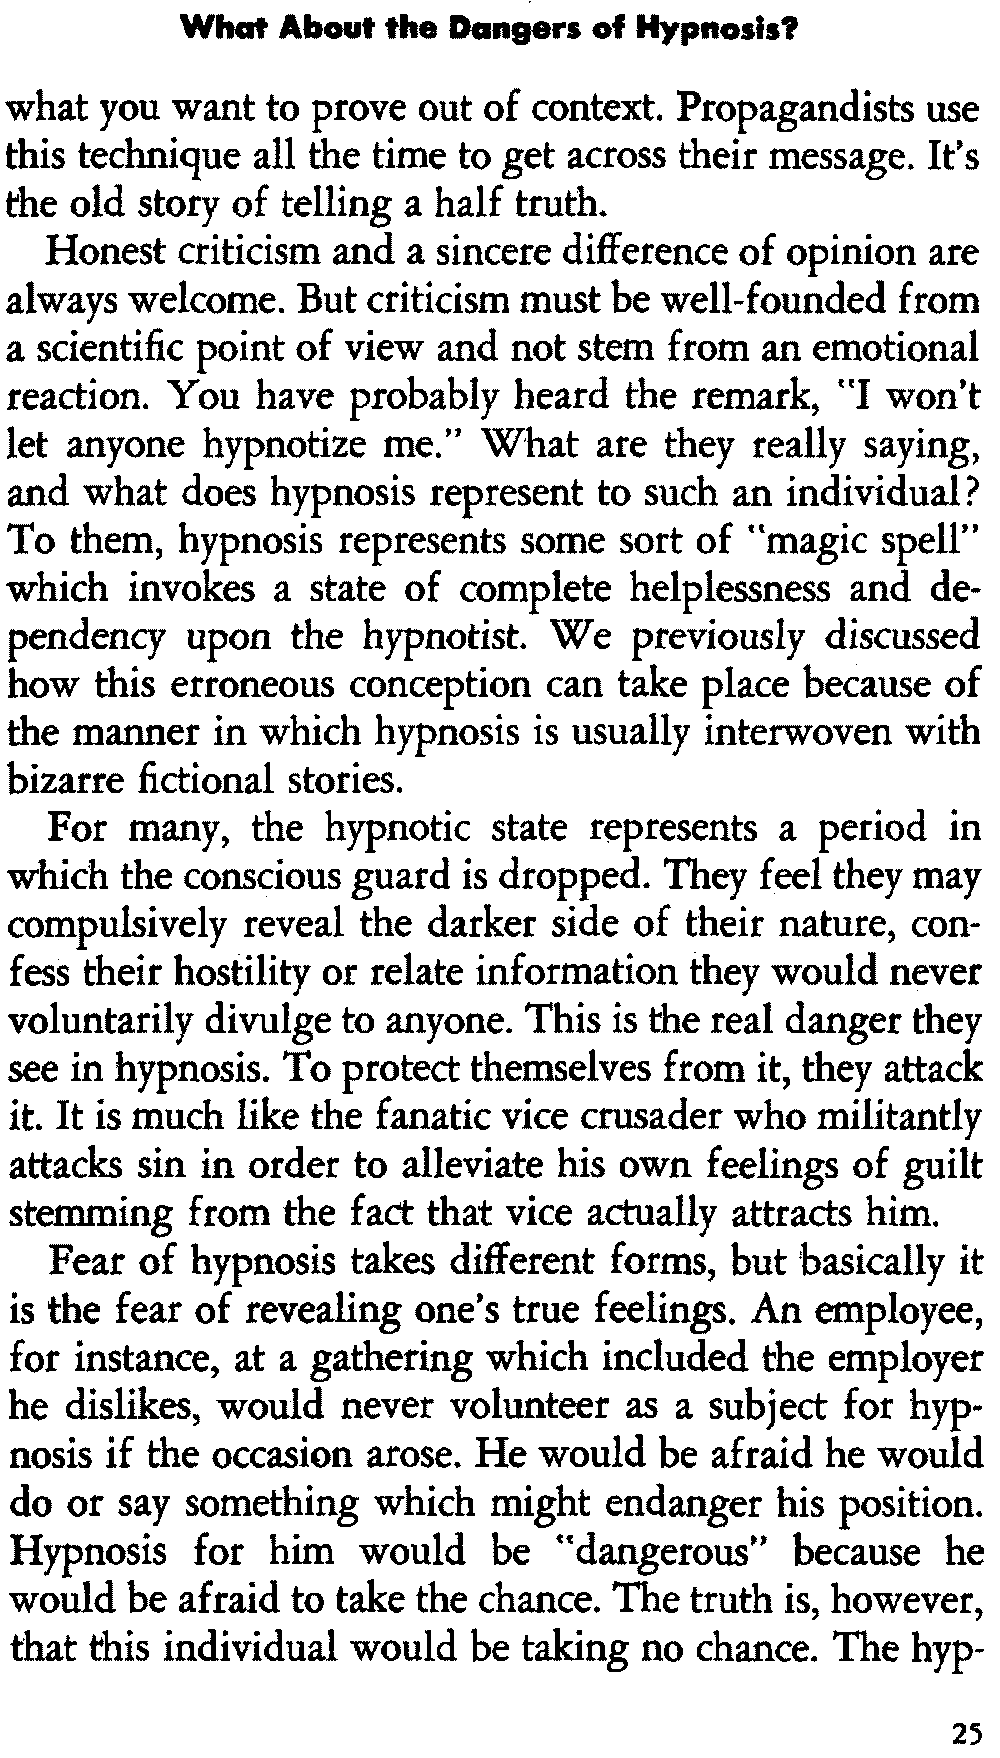 What About the Dangers of Hypnosis?
what you want to prove out of context. Propagandists use
this technique all the time to get across their message. It's
the old story of telling a half truth.
Honest criticism and a sincere difference of opinion are
always welcome. But criticism must be well-founded from
a scientific point of view and not stem from an emotional
reaction. You have probably heard the remark, "I won't
let anyone hypnotize me." What are they really saying,
and what does hypnosis represent to such an individual?
To them, hypnosis represents some sort of "magic spell"
which invokes a state of complete helplessness and de-
pendency upon the hypnotist. We previously discussed
how this erroneous conception can take place because of
the manner in which hypnosis is usually interwoven with
bizarre fictional stories.
For many, the hypnotic state represents a period in
which the conscious guard is dropped. They feel they may
compulsively reveal the darker side of their nature, con-
fess their hostility or relate information they would never
voluntarily divulge to anyone. This is the real danger they
see in hypnosis. To protect themselves from it, they attack
it. It is much like the fanatic vice crusader who militantly
attacks sin in order to alleviate his own feelings of guilt
stemming from the fact that vice actually attracts him.
Fear of hypnosis takes different forms, but basically it
is the fear of revealing one's true feelings. An employee,
for instance, at a gathering which included the employer
he dislikes, would never volunteer as a subject for hyp-
nosis if the occasion arose. He would be afraid he would
do or say something which might endanger his position.
Hypnosis for him would be "dangerous" because he
would be afraid to take the chance. The truth is, however,
that this individual would be taking no chance. The hyp-
25